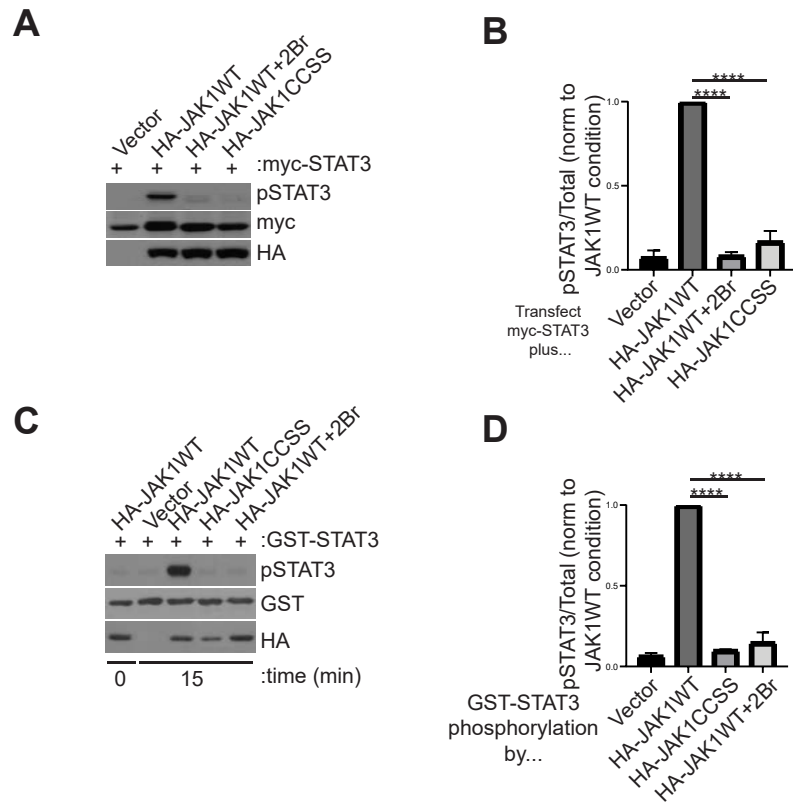 A
Vector
HA-JAK1WT
HA-JAK1WT+2Br
HA-JAK1CCSS
+ + + + :myc-STAT3
pSTAT3
myc
HA
B
pSTAT3/Total (norm to
JAK1WT condition)
1.0
0.5
0.0
****
****
Transfect
myc-STAT3
plus...
Vector
HA-JAK1WT
HA-JAK1WT+2Br
HA-JAK1CCSS
C
HA-JAK1WT
Vector
HA-JAK1WT
HA-JAK1CCSS
HA-JAK1WT+2Br
+ + + + + :GST-STAT3
pSTAT3
GST
HA
0 15 :time (min)
D
pSTAT3/Total (norm to
JAK1WT condition)
1.0
0.5
0.0
****
****
GST-STAT3
phosphorylation
by...
Vector
HA-JAK1WT
HA-JAK1CCSS
HA-JAK1WT+2Br